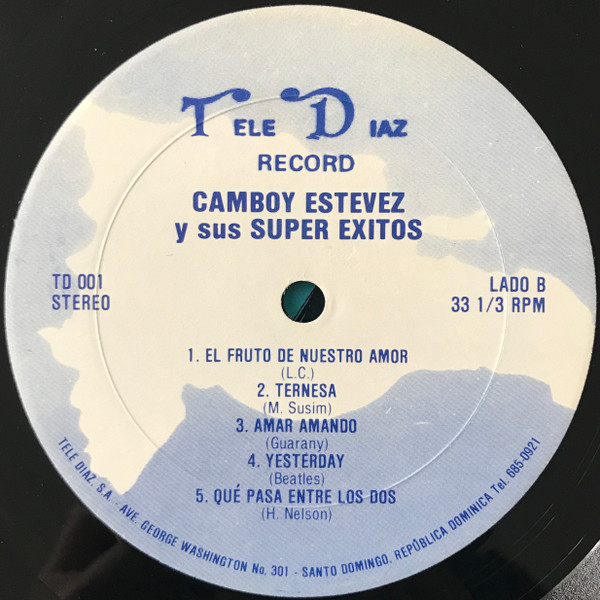 TELE DIAZ
RECORD
CAMBOY ESTEVEZ
y sus SUPER EXITOS
TD 001
STEREO
LADO B
33 1/3 RPM
1. EL FRUTO DE NUESTRO AMOR
(L.C.)
2. TERNESA
(M. Susim)
3. AMAR AMANDO
(Guarany)
4. YESTERDAY
(Beatles)
5. QUÉ PASA ENTRE LOS DOS
(H. Nelson)
TELE DIAZ. S.A. - AVE. GEORGE WASHINGTON No. 301 - SANTO DOMINGO. REPÚBLICA DOMINICA Tel. 685-0921